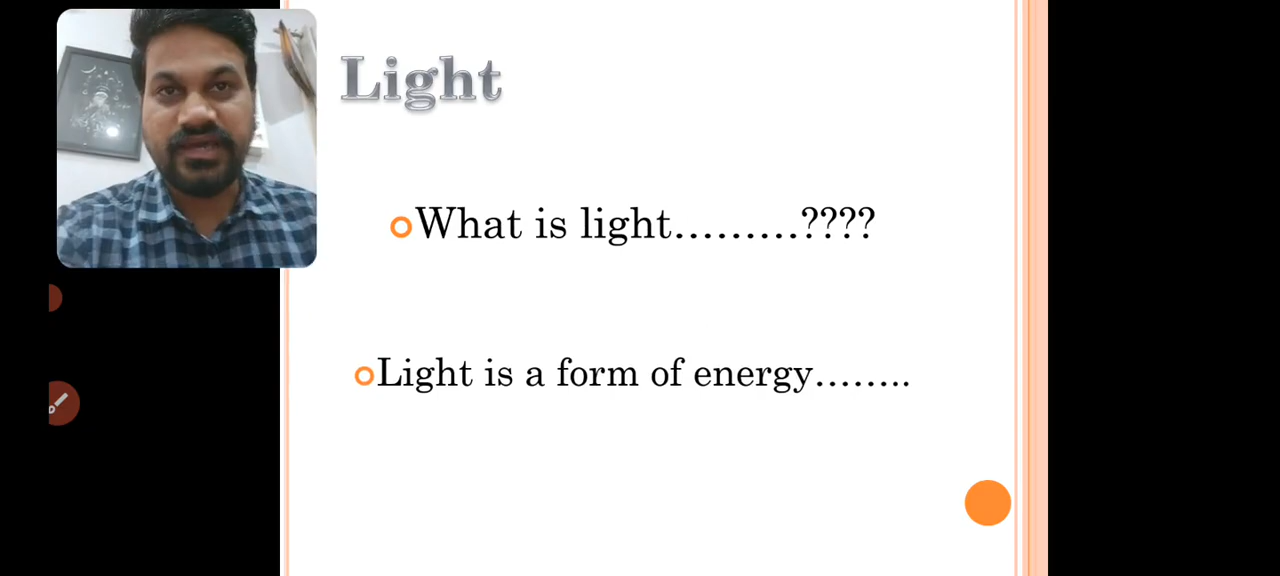 Light
What is light.........????
Light is a form of energy........